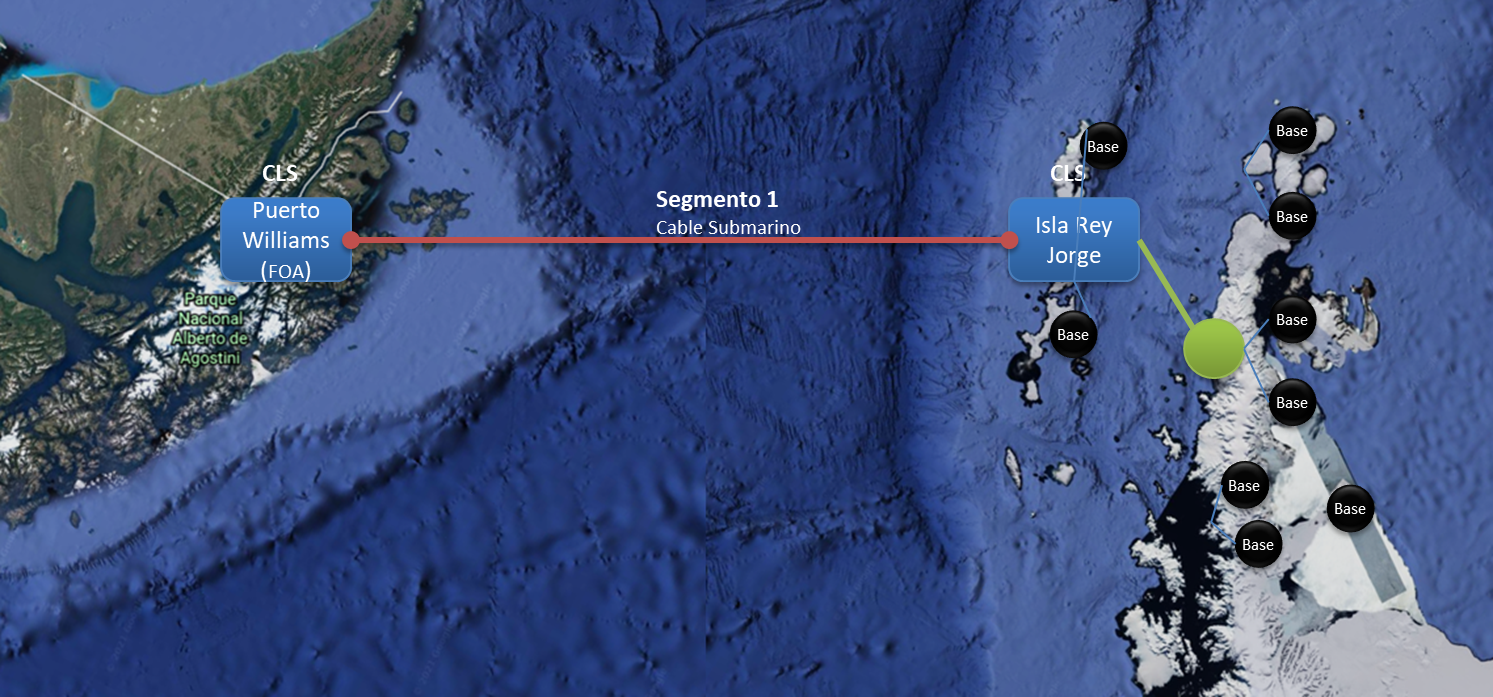 CLS
Puerto
Williams
(FOA)
Parque
Nacional
Alberto de
Agostini
Segmento 1
Cable Submarino
CLS
Isla Rey
Jorge
Base
Base
Base
Base
Base
Base
Base
Base
Base